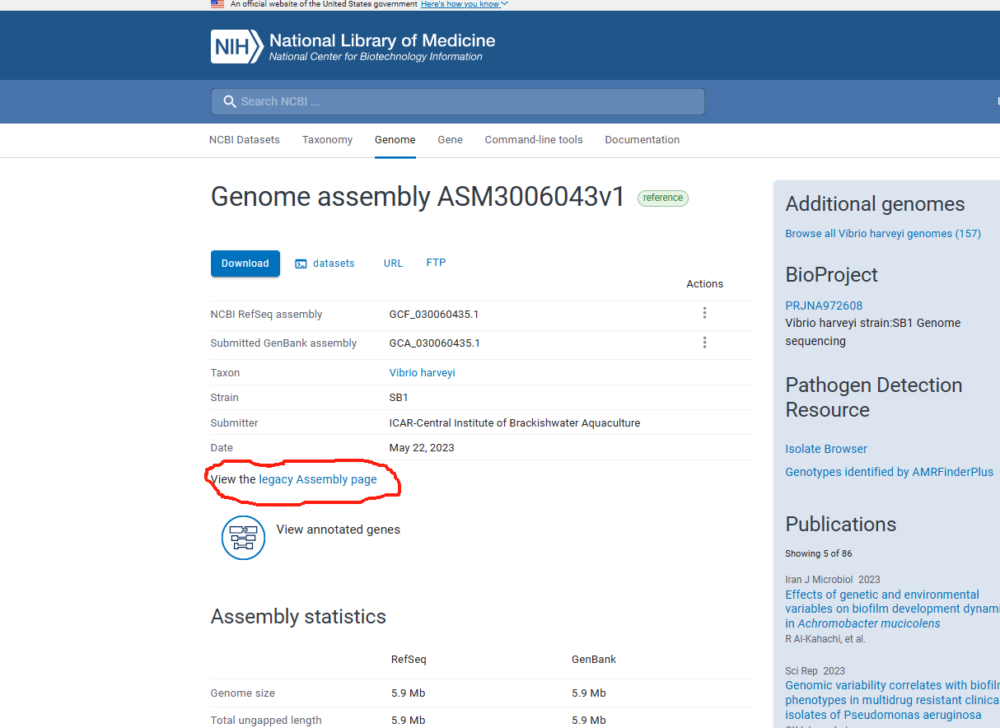 An official website of the United States government Here's how you know
NIH National Library of Medicine
National Center for Biotechnology Information
Search NCBI ...
NCBI Datasets Taxonomy Genome Gene Command-line tools Documentation
Genome assembly ASM3006043v1 reference
Download datasets URL FTP
Actions
NCBI RefSeq assembly GCF_030060435.1
Submitted GenBank assembly GCA_030060435.1
Taxon Vibrio harveyi
Strain SB1
Submitter ICAR-Central Institute of Brackishwater Aquaculture
Date May 22, 2023
View the legacy Assembly page
View annotated genes
Assembly statistics
RefSeq GenBank
Genome size 5.9 Mb 5.9 Mb
Total ungapped length 5.9 Mb 5.9 Mb
Additional genomes
Browse all Vibrio harveyi genomes (157)
BioProject
PRJNA972608
Vibrio harveyi strain:SB1 Genome
sequencing
Pathogen Detection
Resource
Isolate Browser
Genotypes identified by AMRFinderPlus
Publications
Showing 5 of 86
Iran J Microbiol 2023
Effects of genetic and environmental
variables on biofilm development dynami
in Achromobacter mucicolens
R Al-Kahachi, et al.
Sci Rep 2023
Genomic variability correlates with biofil
phenotypes in multidrug resistant clinica
isolates of Pseudomonas aeruginosa